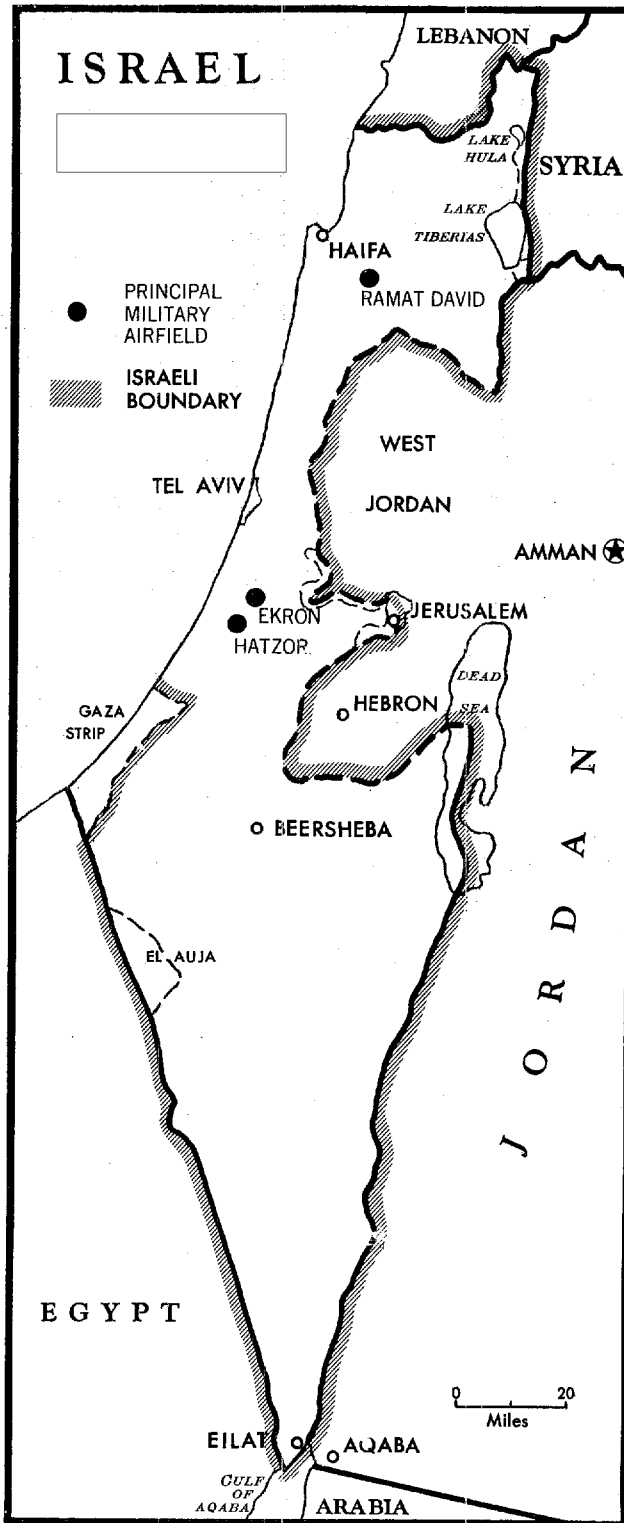 LEBANON
ISRAEL
LAKE
HULA
SYRIA
LAKE
TIBERIAS
HAIFA
RAMAT DAVID
PRINCIPAL
MILITARY
AIRFIELD
ISRAELI
BOUNDARY
WEST
TEL AVIV
JORDAN
AMMAN
EKRON
JERUSALEM
HATZOR
DEAD
SEA
GAZA
STRIP
HEBRON
BEERSHEBA
JORDAN
EL AUJA
EGYPT
0 20
Miles
EILAT
AQABA
GULF
OF
AQABA
ARABIA